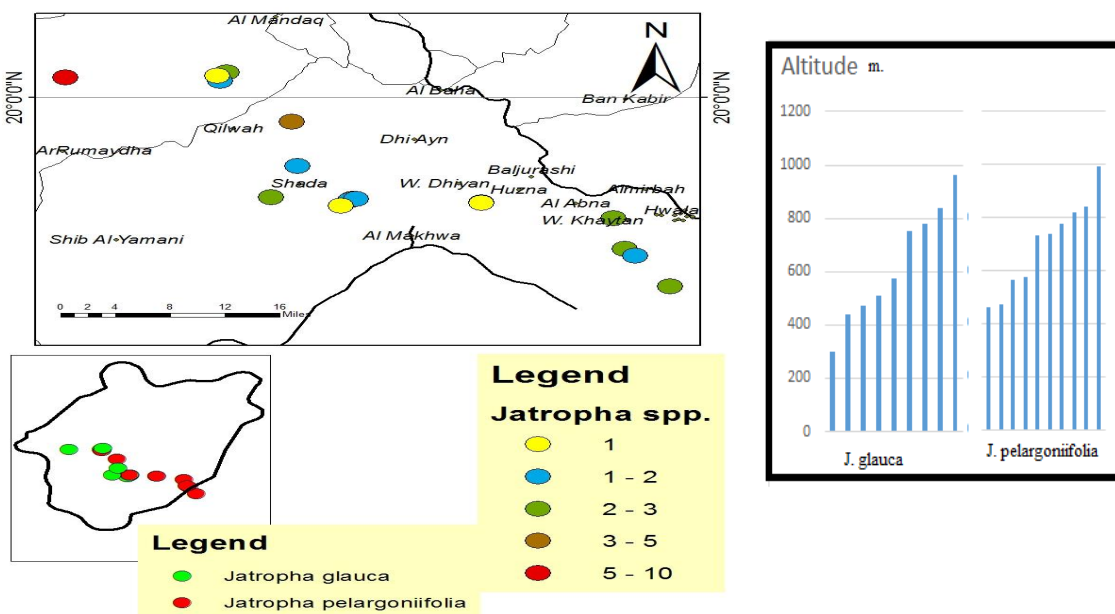 Al Mandaq
N
20°0'0"N
20°0'0"N
Al Baha
Ban Kabir
Qilwah
Dhi-Ayn
ArRumaydha
Baljurashi
Shada
W. Dhiyan
Huzna
Almirbah
Al Abna
Hwala
W. Khaytan
Shib Al Yamani
Al Makhwa
0 2 4 8 12 16
Miles
Legend
Jatropha spp.
1
1 - 2
2 - 3
3 - 5
5 - 10
Legend
Jatropha glauca
Jatropha pelargoniifolia
Altitude m.
1200
1000
800
600
400
200
0
J. glauca
J. pelargoniifolia